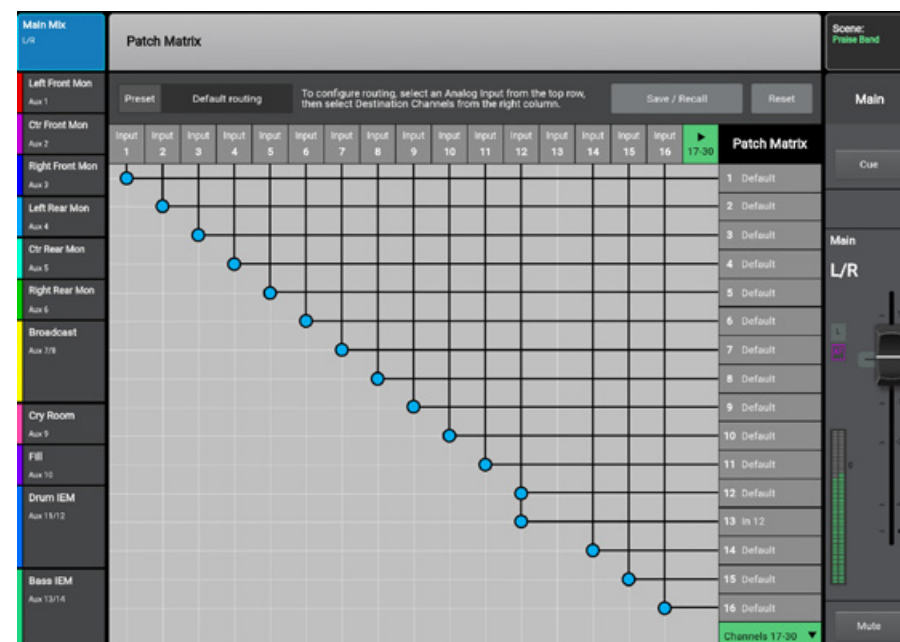 Main Mix
L/R
Patch Matrix
Scene:
Praise Band
Left Front Mon
Aux 1
Ctr Front Mon
Aux 2
Right Front Mon
Aux 3
Left Rear Mon
Aux 4
Ctr Rear Mon
Aux 5
Right Rear Mon
Aux 6
Broadcast
Aux 7/8
Cry Room
Aux 9
Fill
Aux 10
Drum IEM
Aux 11/12
Bass IEM
Aux 13/14
Preset
Default routing
To configure routing, select an Analog Input from the top row,
then select Destination Channels from the right column.
Save / Recall
Reset
Input 1
Input 2
Input 3
Input 4
Input 5
Input 6
Input 7
Input 8
Input 9
Input 10
Input 11
Input 12
Input 13
Input 14
Input 15
Input 16
17-30
Patch Matrix
1 Default
2 Default
3 Default
4 Default
5 Default
6 Default
7 Default
8 Default
9 Default
10 Default
11 Default
12 Default
13 In 12
14 Default
15 Default
16 Default
Channels 17-30
Main
Cue
Main
L/R
L
0
Mute